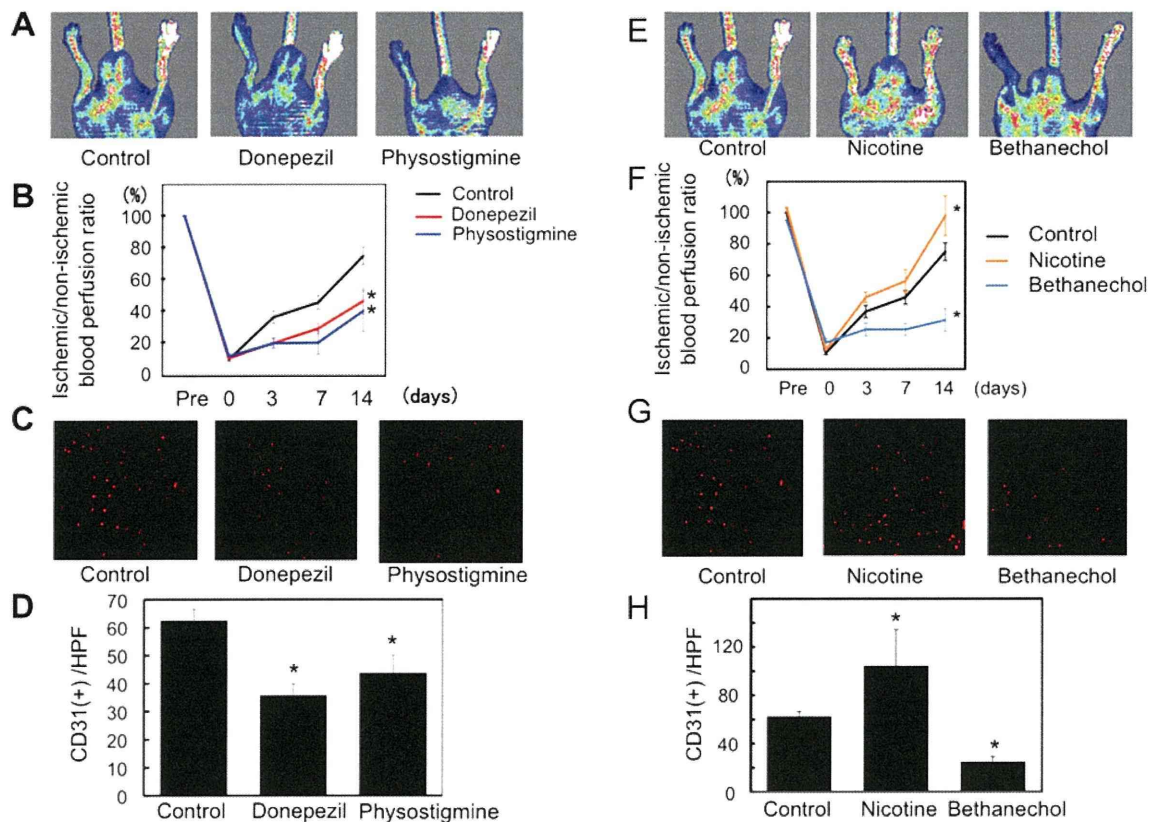 A
Control
Donepezil
Physostigmine
B
Ischemic/non-ischemic
blood perfusion ratio
(%)
100
80
60
40
20
0
Pre
0
3
7
14
(days)
Control
Donepezil
Physostigmine
*
*
C
Control
Donepezil
Physostigmine
D
CD31(+) /HPF
70
60
50
40
30
20
10
0
*
*
Control
Donepezil
Physostigmine
E
Control
Nicotine
Bethanechol
F
Ischemic/non-ischemic
blood perfusion ratio
(%)
100
80
60
40
20
0
Pre
0
3
7
14
(days)
*
*
Control
Nicotine
Bethanechol
G
Control
Nicotine
Bethanechol
H
CD31(+) /HPF
120
80
40
0
*
*
Control
Nicotine
Bethanechol